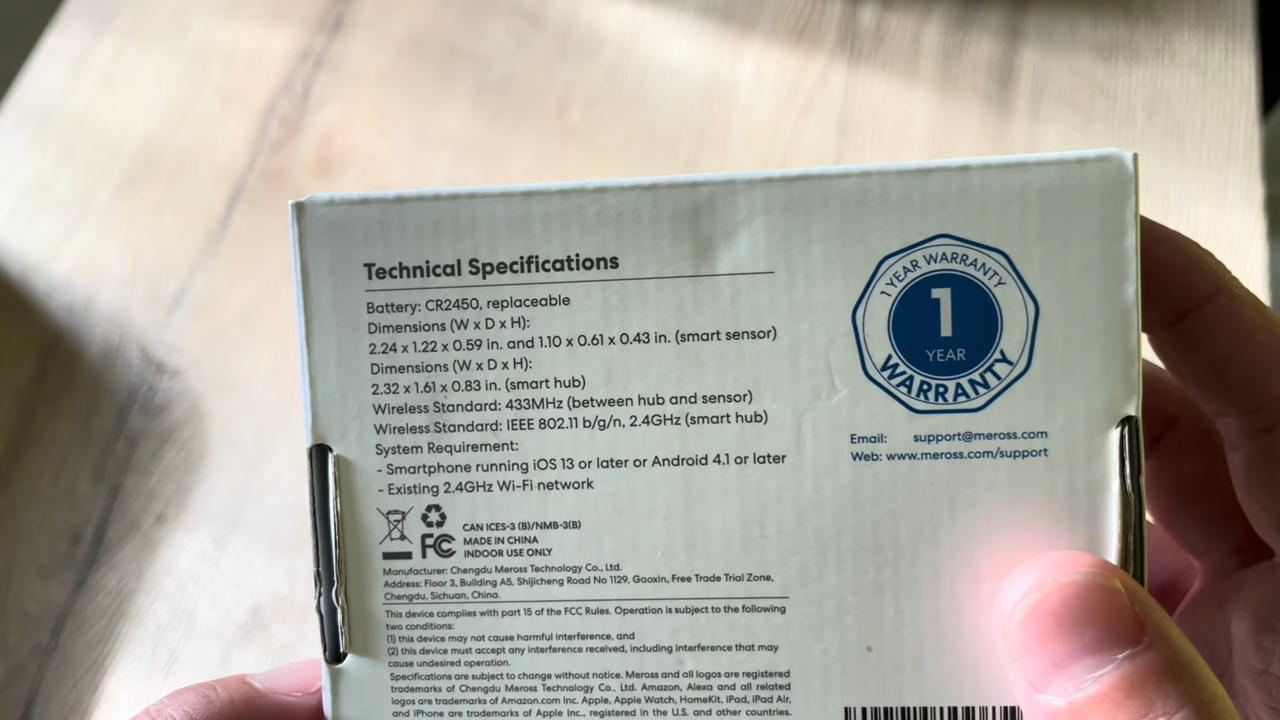 Technical Specifications
Battery: CR2450, replaceable
Dimensions (W x D x H):
2.24 x 1.22 x 0.59 in. and 1.10 x 0.61 x 0.43 in. (smart sensor)
Dimensions (W x D x H):
2.32 x 1.61 x 0.83 in. (smart hub)
Wireless Standard: 433MHz (between hub and sensor)
Wireless Standard: IEEE 802.11 b/g/n, 2.4GHz (smart hub)
System Requirement:
- Smartphone running iOS 13 or later or Android 4.1 or later
- Existing 2.4GHz Wi-Fi network
FC
CAN ICES-3 (B)/NMB-3(B)
MADE IN CHINA
INDOOR USE ONLY
Manufacturer: Chengdu Meross Technology Co., Ltd.
Address: Floor 3, Building A5, Shijicheng Road No 1129, Gaoxin, Free Trade Trial Zone,
Chengdu, Sichuan, China.
This device complies with part 15 of the FCC Rules. Operation is subject to the following
two conditions:
(1) this device may not cause harmful interference, and
(2) this device must accept any interference received, including interference that may
cause undesired operation.
Specifications are subject to change without notice. Meross and all logos are registered
trademarks of Chengdu Meross Technology Co., Ltd. Amazon, Alexa and all related
logos are trademarks of Amazon.com Inc. Apple, Apple Watch, HomeKit, iPad, iPad Air,
and iPhone are trademarks of Apple Inc., registered in the U.S. and other countries.
1 YEAR WARRANTY
1
YEAR
WARRANTY
Email: support@meross.com
Web: www.meross.com/support